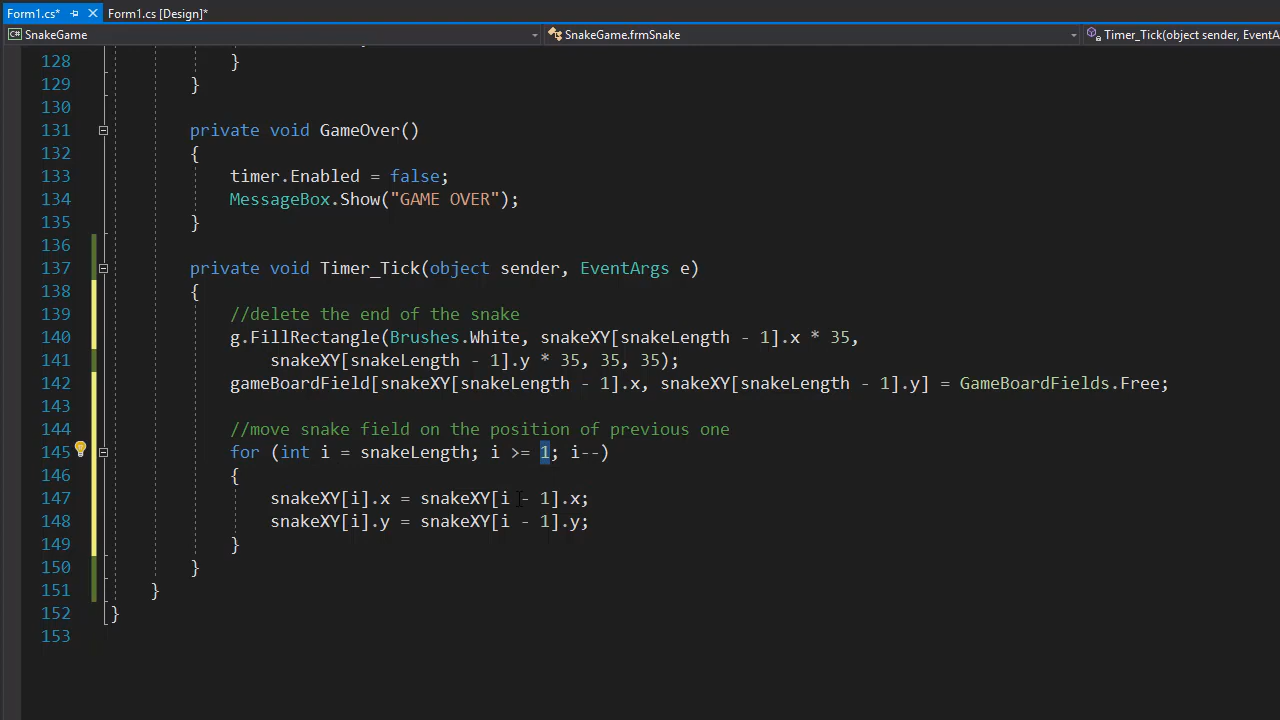 Form1.cs* Form1.cs [Design]*
C# SnakeGame SnakeGame.frmSnake Timer_Tick(object sender, EventA
128 }
129 }
130
131 private void GameOver()
132 {
133 timer.Enabled = false;
134 MessageBox.Show("GAME OVER");
135 }
136
137 private void Timer_Tick(object sender, EventArgs e)
138 {
139 //delete the end of the snake
140 g.FillRectangle(Brushes.White, snakeXY[snakeLength - 1].x * 35,
141 snakeXY[snakeLength - 1].y * 35, 35, 35);
142 gameBoardField[snakeXY[snakeLength - 1].x, snakeXY[snakeLength - 1].y] = GameBoardFields.Free;
143
144 //move snake field on the position of previous one
145 for (int i = snakeLength; i >= 1; i--)
146 {
147 snakeXY[i].x = snakeXY[i - 1].x;
148 snakeXY[i].y = snakeXY[i - 1].y;
149 }
150 }
151 }
152 }
153